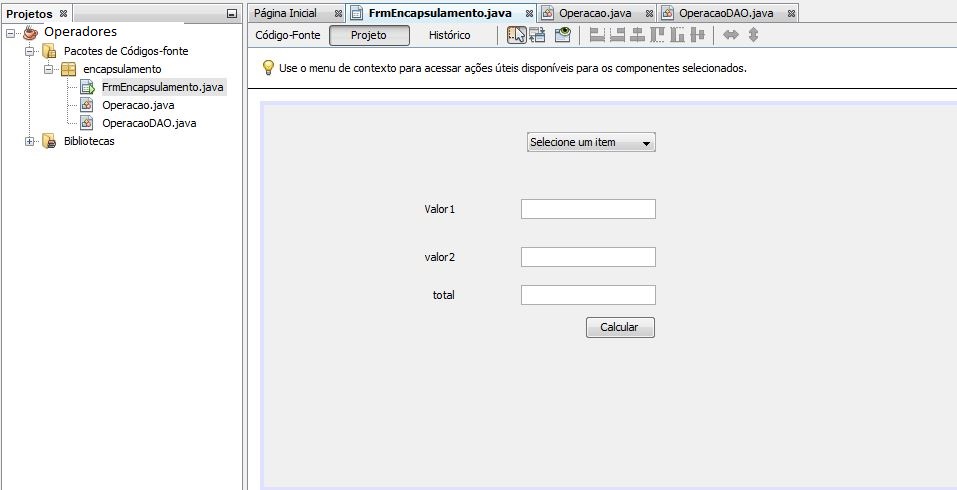 Projetos
Operadores
Pacotes de Códigos-fonte
encapsulamento
FrmEncapsulamento.java
Operacao.java
OperacaoDAO.java
Bibliotecas
Página Inicial FrmEncapsulamento.java Operacao.java OperacaoDAO.java
Código-Fonte Projeto Histórico
Use o menu de contexto para acessar ações úteis disponíveis para os componentes selecionados.
Selecione um item
Valor1
valor2
total
Calcular